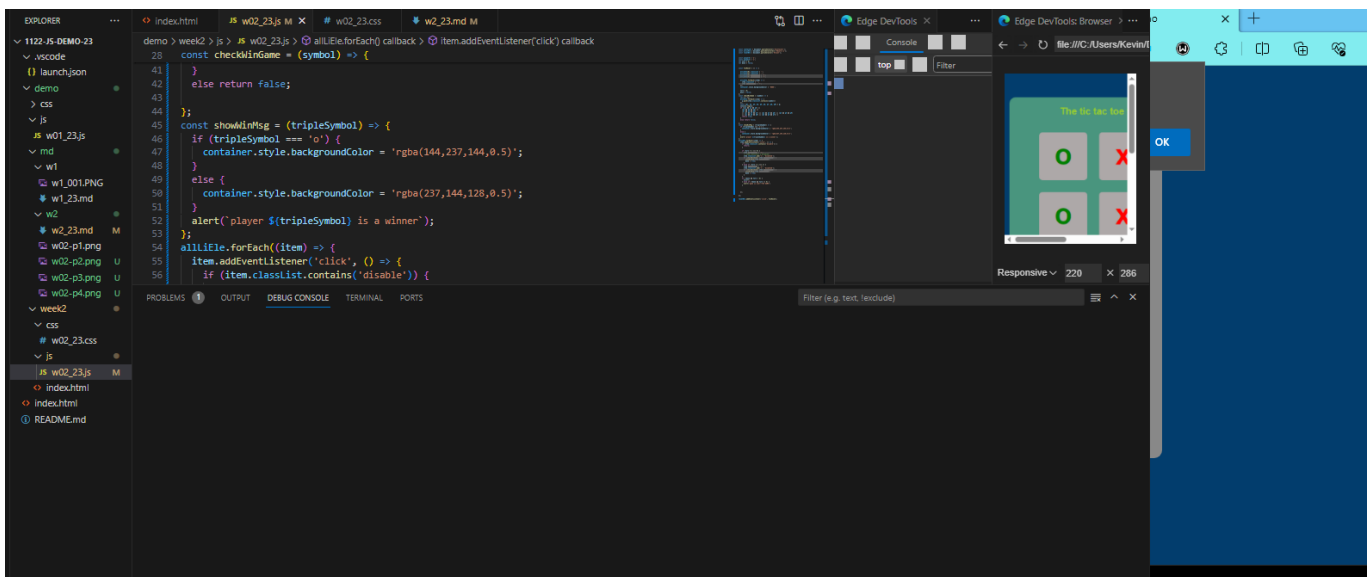 EXPLORER ···
1122-JS-DEMO-23
.vscode
{} launch.json
demo
css
js
JS w01_23.js
md
w1
w1_001.PNG
w1_23.md
w2
w2_23.md M
w02-p1.png
w02-p2.png U
w02-p3.png U
w02-p4.png U
week2
css
# w02_23.css
js
JS w02_23.js M
<> index.html
<> index.html
README.md
<> index.html JS w02_23.js M × # w02_23.css w2_23.md M ···
demo > week2 > js > JS w02_23.js > allLiEle.forEach() callback > item.addEventListener('click') callback
28 const checkWinGame = (symbol) => {
41 }
42 else return false;
43
44 };
45 const showWinMsg = (tripleSymbol) => {
46 if (tripleSymbol === 'o') {
47 container.style.backgroundColor = 'rgba(144,237,144,0.5)';
48 }
49 else {
50 container.style.backgroundColor = 'rgba(237,144,128,0.5)';
51 }
52 alert(`player ${tripleSymbol} is a winner`);
53 };
54 allLiEle.forEach((item) => {
55 item.addEventListener('click', () => {
56 if (item.classList.contains('disable')) {
PROBLEMS 1 OUTPUT DEBUG CONSOLE TERMINAL PORTS
Filter (e.g. text, !exclude)
Edge DevTools × ···
Console
top Filter
Edge DevTools: Browser > ···
file:///C:/Users/Kevin/
The tic tac toe
O X
O X
Responsive 220 × 286
OK